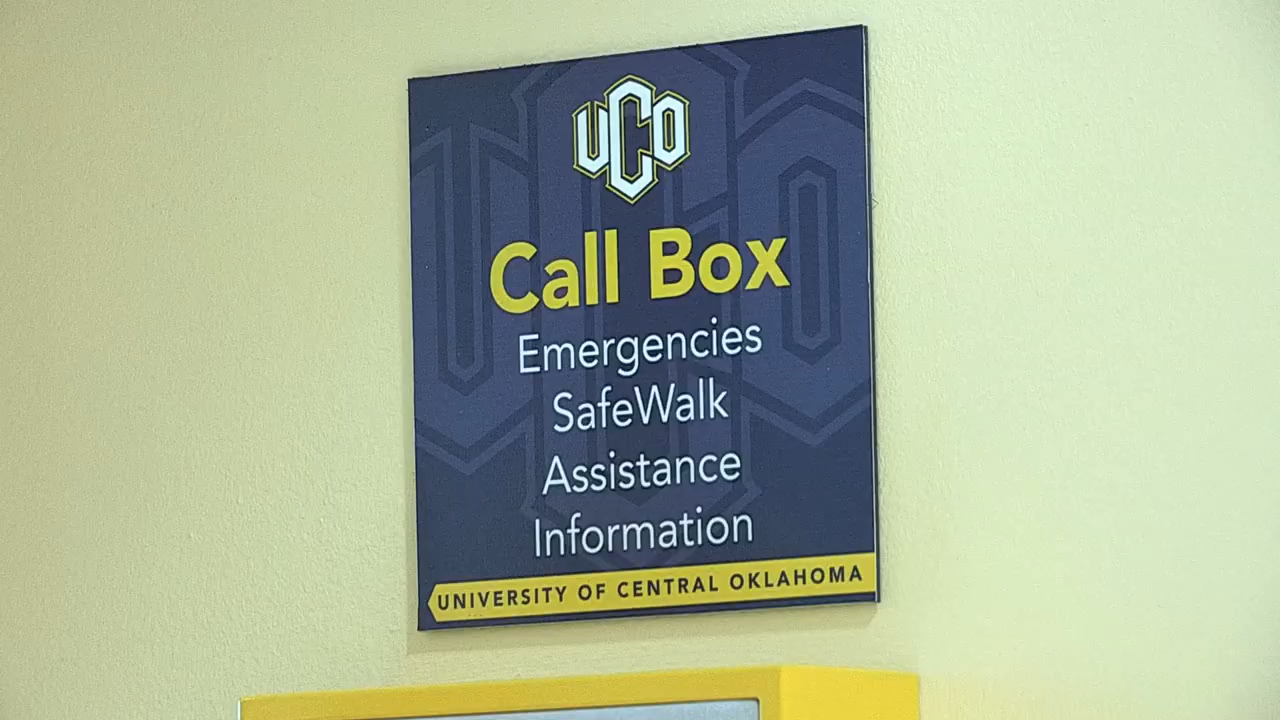 UCO
Call Box
Emergencies
SafeWalk
Assistance
Information
UNIVERSITY OF CENTRAL OKLAHOMA